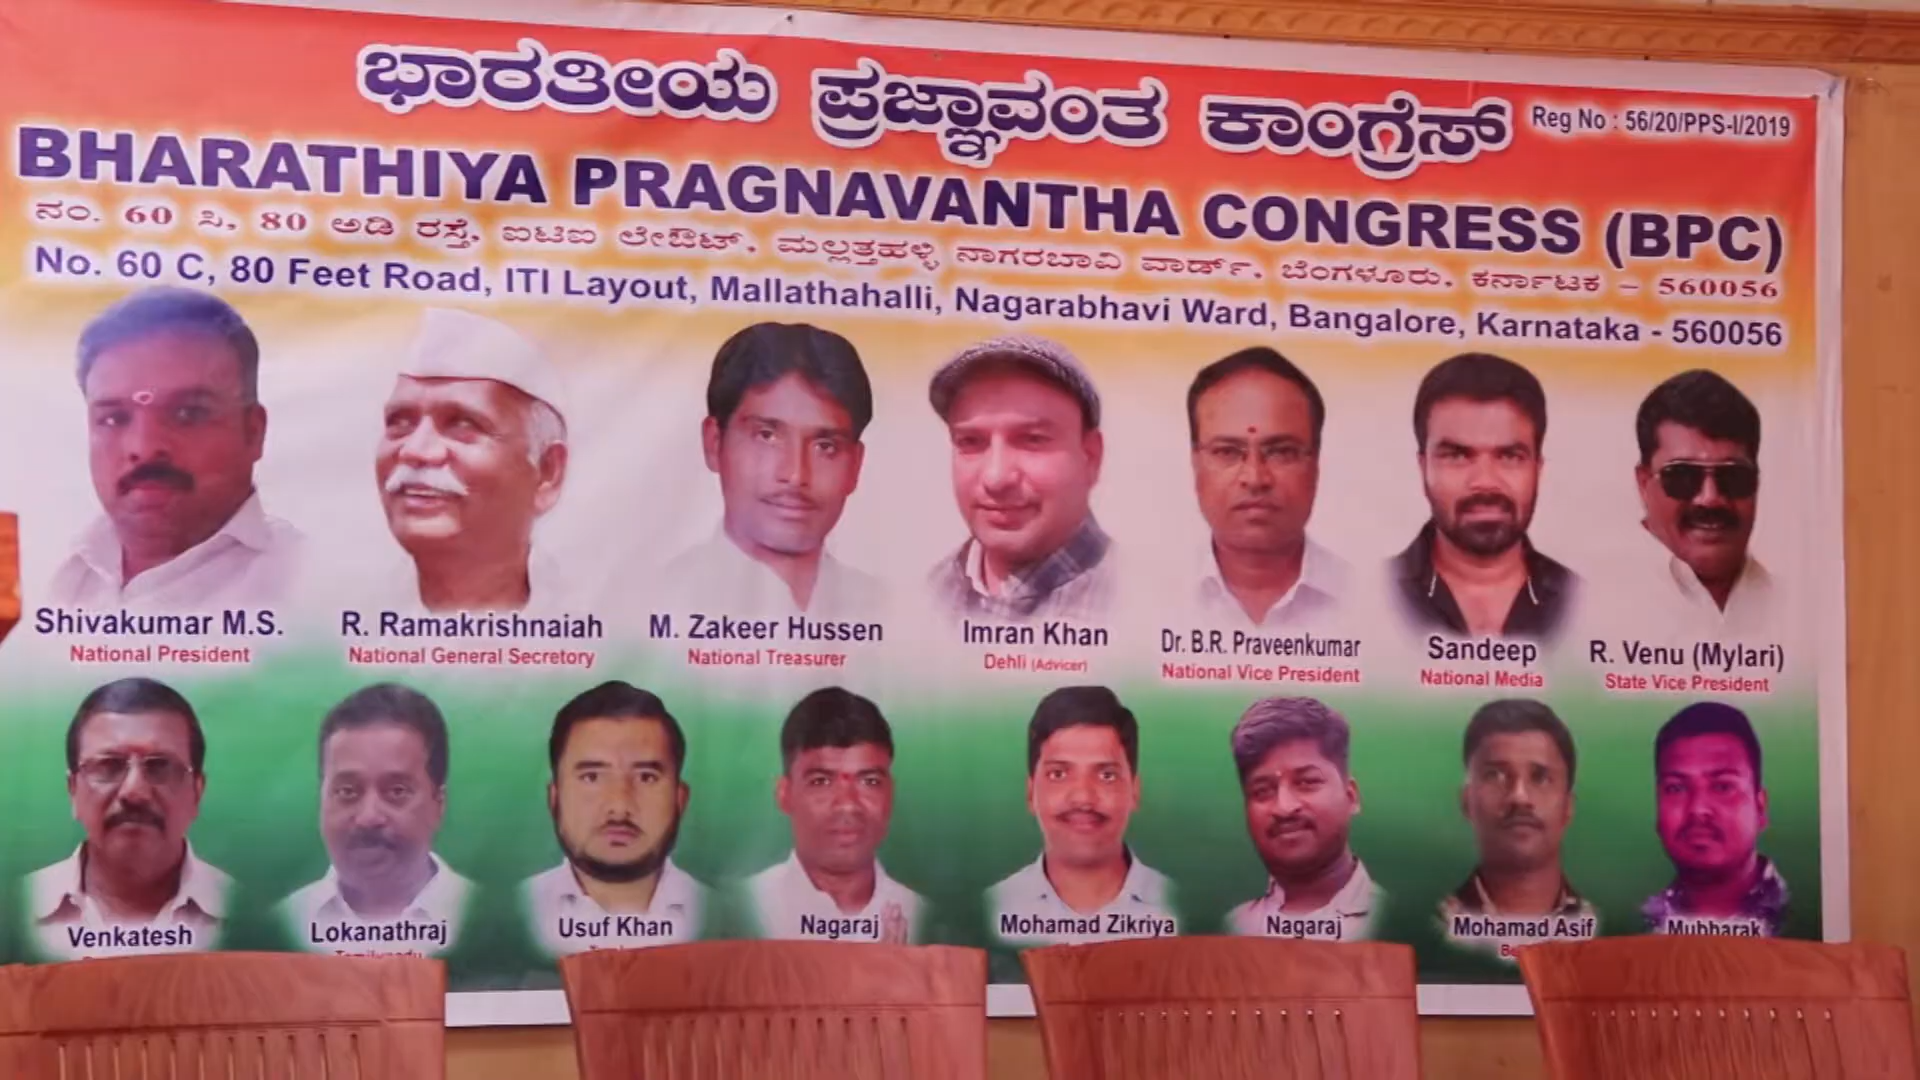 ಭಾರತೀಯ ಪ್ರಜ್ಞಾವಂತ ಕಾಂಗ್ರೆಸ್
Reg No : 56/20/PPS-I/2019
BHARATHIYA PRAGNAVANTHA CONGRESS (BPC)
ನಂ. 60 ಸಿ, 80 ಅಡಿ ರಸ್ತೆ, ಐಟಿಐ ಲೇಔಟ್, ಮಲ್ಲತ್ತಹಳ್ಳಿ ನಾಗರಬಾವಿ ವಾರ್ಡ್, ಬೆಂಗಳೂರು, ಕರ್ನಾಟಕ - 560056
No. 60 C, 80 Feet Road, ITI Layout, Mallathahalli, Nagarabhavi Ward, Bangalore, Karnataka - 560056
Shivakumar M.S. R. Ramakrishnaiah M. Zakeer Hussen Imran Khan Dr. B.R. Praveenkumar Sandeep R. Venu (Mylari)
National President National General Secretory National Treasurer Dehli (Advicer) National Vice President National Media State Vice President
Venkatesh Lokanathraj Usuf Khan Nagaraj Mohamad Zikriya Nagaraj Mohamad Asif Mubharak